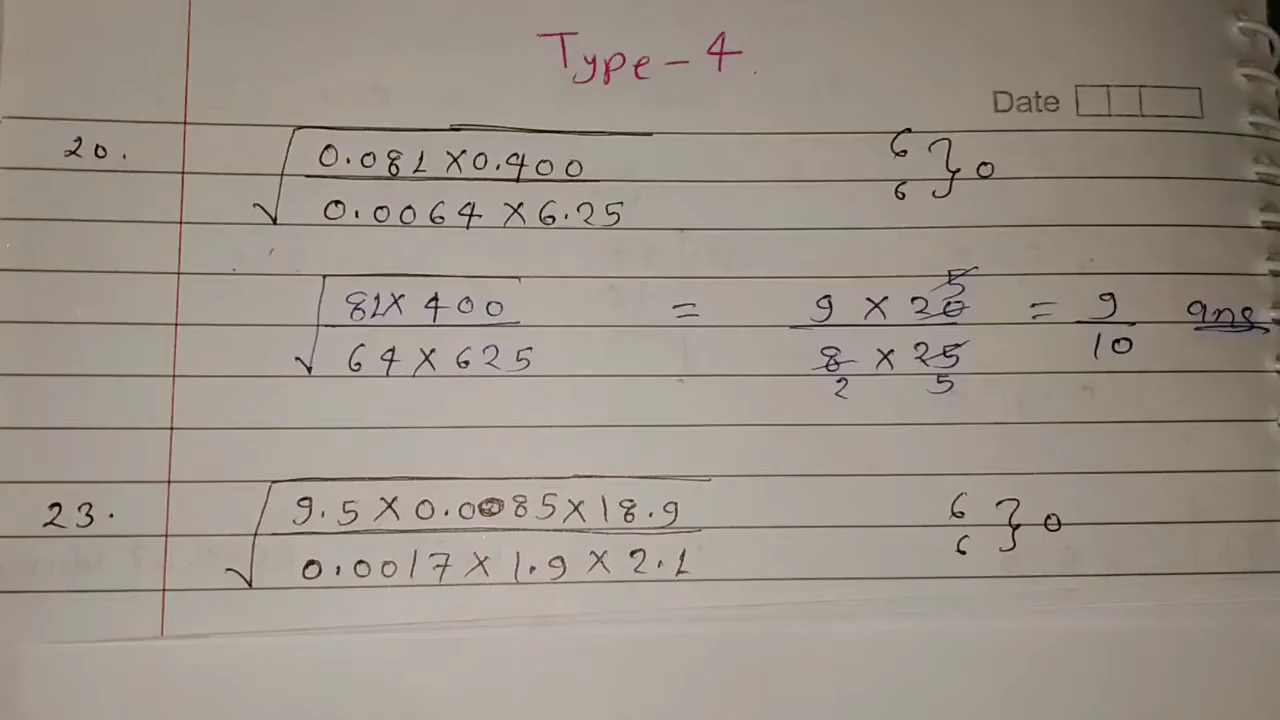 Type - 4
Date
20. √(0.081 × 0.400 / 0.0064 × 6.25) 6 6 } 0
√(81 × 400 / 64 × 625) = 9 × 20 5 / 8 2 × 25 5 = 9 / 10 ans
23. √(9.5 × 0.0085 × 18.9 / 0.0017 × 1.9 × 2.1) 6 6 } 0